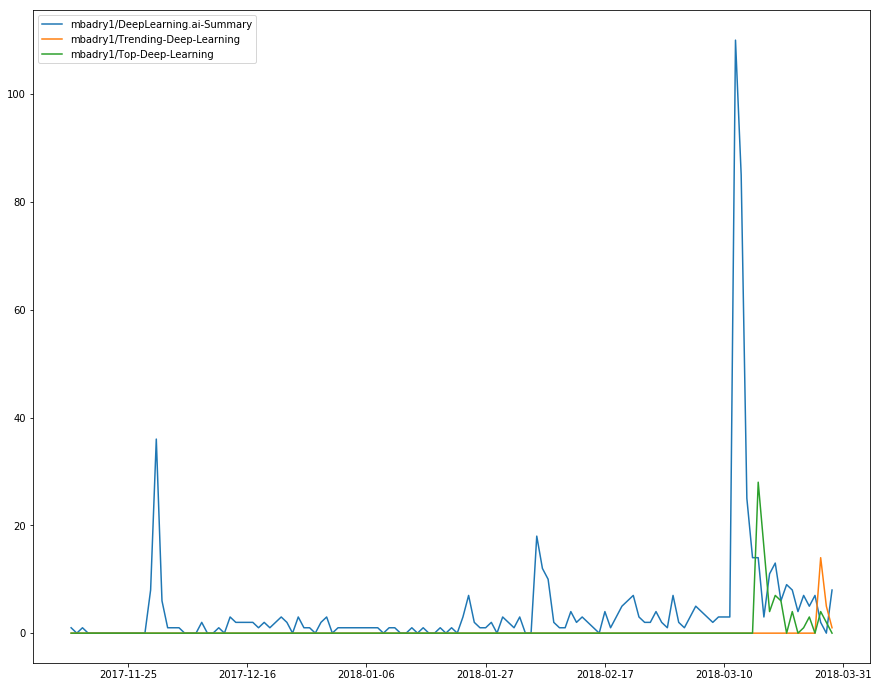 mbadry1/DeepLearning.ai-Summary
mbadry1/Trending-Deep-Learning
mbadry1/Top-Deep-Learning
100
80
60
40
20
0
2017-11-25 2017-12-16 2018-01-06 2018-01-27 2018-02-17 2018-03-10 2018-03-31